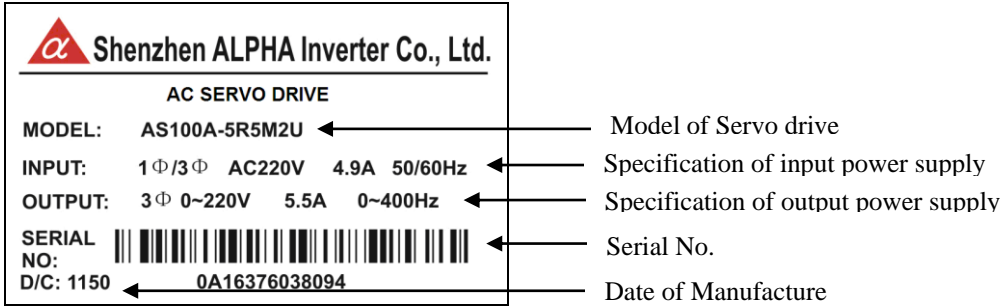 α Shenzhen ALPHA Inverter Co., Ltd.
AC SERVO DRIVE
MODEL: AS100A-5R5M2U Model of Servo drive
INPUT: 1Φ/3Φ AC220V 4.9A 50/60Hz Specification of input power supply
OUTPUT: 3Φ 0~220V 5.5A 0~400Hz Specification of output power supply
SERIAL
NO: Serial No.
D/C: 1150 0A16376038094 Date of Manufacture